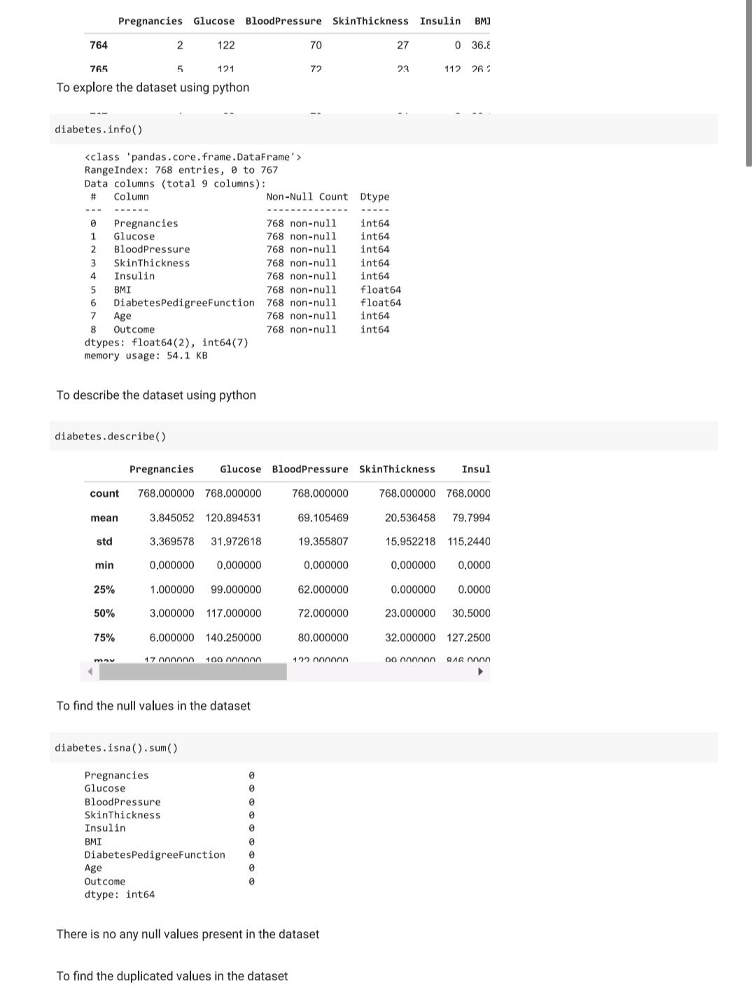 Pregnancies Glucose BloodPressure SkinThickness Insulin BMI
764 2 122 70 27 0 36.8
765 5 121 72 23 112 26.2
To explore the dataset using python
diabetes.info()
<class 'pandas.core.frame.DataFrame'>
RangeIndex: 768 entries, 0 to 767
Data columns (total 9 columns):
# Column Non-Null Count Dtype
--- ------ -------------- -----
0 Pregnancies 768 non-null int64
1 Glucose 768 non-null int64
2 BloodPressure 768 non-null int64
3 SkinThickness 768 non-null int64
4 Insulin 768 non-null int64
5 BMI 768 non-null float64
6 DiabetesPedigreeFunction 768 non-null float64
7 Age 768 non-null int64
8 Outcome 768 non-null int64
dtypes: float64(2), int64(7)
memory usage: 54.1 KB
To describe the dataset using python
diabetes.describe()
Pregnancies Glucose BloodPressure SkinThickness Insul
count 768.000000 768.000000 768.000000 768.000000 768.0000
mean 3.845052 120.894531 69.105469 20.536458 79.7994
std 3.369578 31.972618 19.355807 15.952218 115.2440
min 0.000000 0.000000 0.000000 0.000000 0.0000
25% 1.000000 99.000000 62.000000 0.000000 0.0000
50% 3.000000 117.000000 72.000000 23.000000 30.5000
75% 6.000000 140.250000 80.000000 32.000000 127.2500
max 17.000000 199.000000 122.000000 99.000000 846.0000
To find the null values in the dataset
diabetes.isna().sum()
Pregnancies 0
Glucose 0
BloodPressure 0
SkinThickness 0
Insulin 0
BMI 0
DiabetesPedigreeFunction 0
Age 0
Outcome 0
dtype: int64
There is no any null values present in the dataset
To find the duplicated values in the dataset